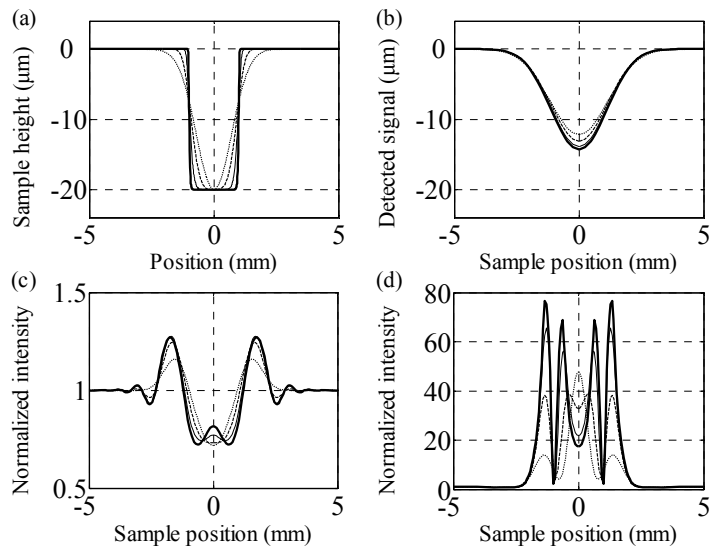 (a)
Sample height (μm)
0
-10
-20
-5
0
5
Position (mm)
(b)
Detected signal (μm)
0
-10
-20
-5
0
5
Sample position (mm)
(c)
Normalized intensity
1.5
1
0.5
-5
0
5
Sample position (mm)
(d)
Normalized intensity
80
60
40
20
0
-5
0
5
Sample position (mm)